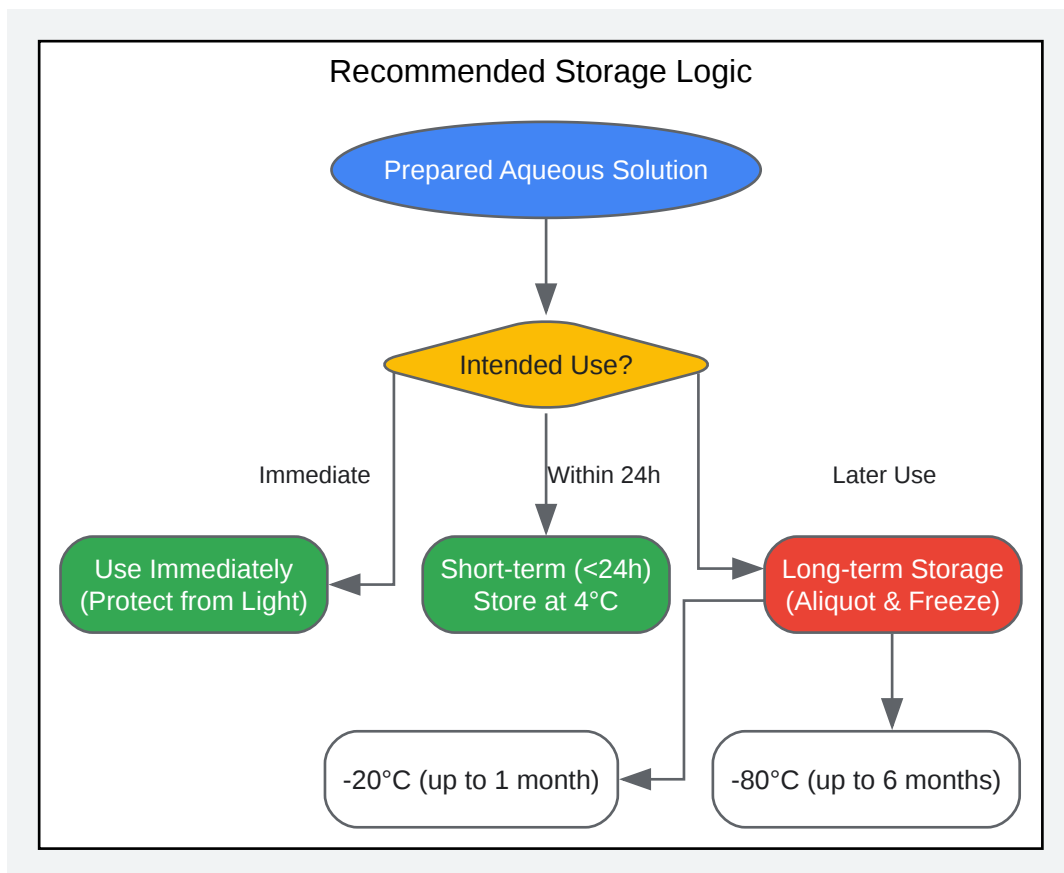 Recommended Storage Logic
Prepared Aqueous Solution
Intended Use?
Immediate
Within 24h
Later Use
Use Immediately
(Protect from Light)
Short-term (<24h)
Store at 4°C
Long-term Storage
(Aliquot & Freeze)
-20°C (up to 1 month)
-80°C (up to 6 months)